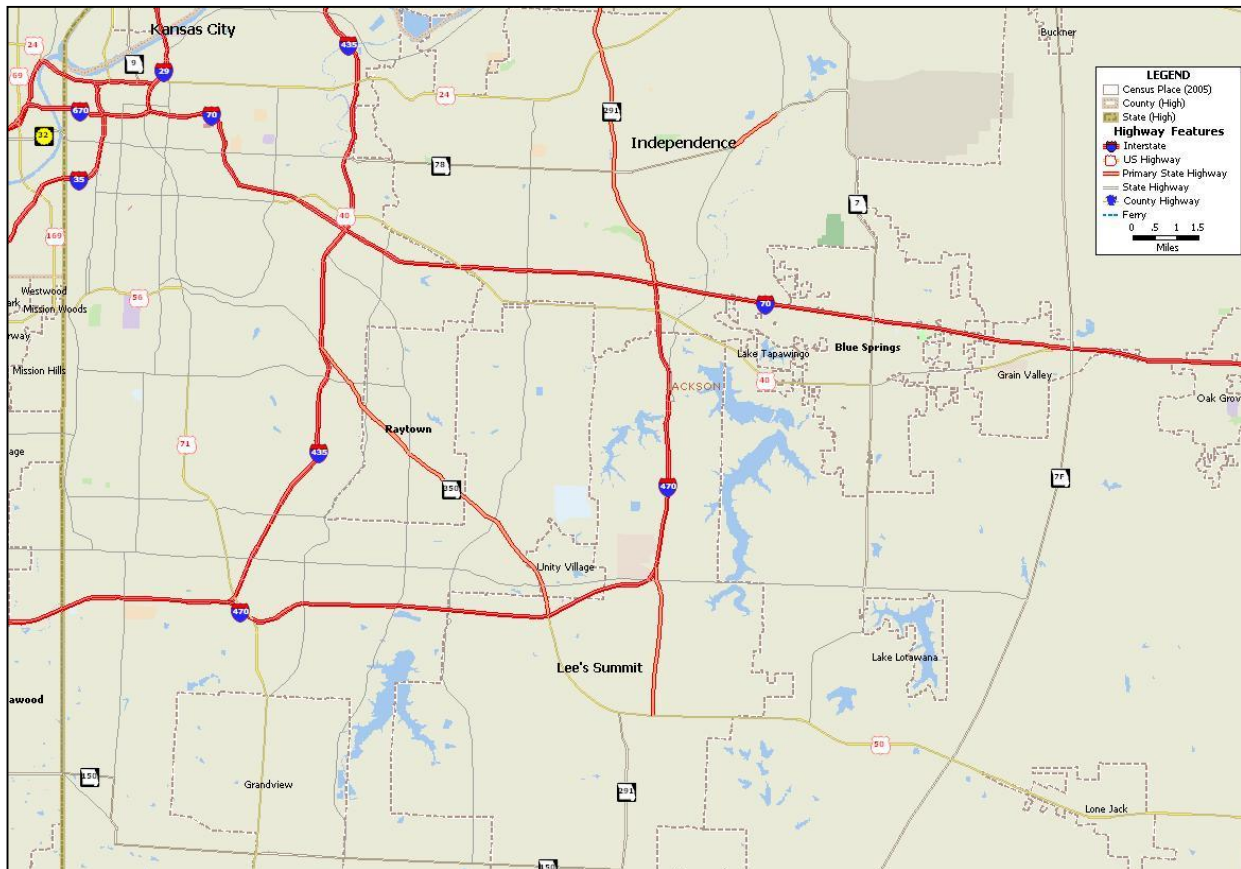 Kansas City
Buckner
24
435
9
69
29
24
LEGEND
Census Place (2005)
County (High)
State (High)
Highway Features
Interstate
US Highway
Primary State Highway
State Highway
County Highway
Ferry
0 .5 1 1.5
Miles
670
70
291
32
Independence
78
35
7
40
169
Westwood
56
Mission Woods
70
Lake Tapawingo
Blue Springs
Mission Hills
40
Grain Valley
ACKSON
Oak Grov
Raytown
71
435
7F
350
470
Unity Village
470
Lake Lotawana
Lee's Summit
awood
50
150
Grandview
291
Lone Jack
150